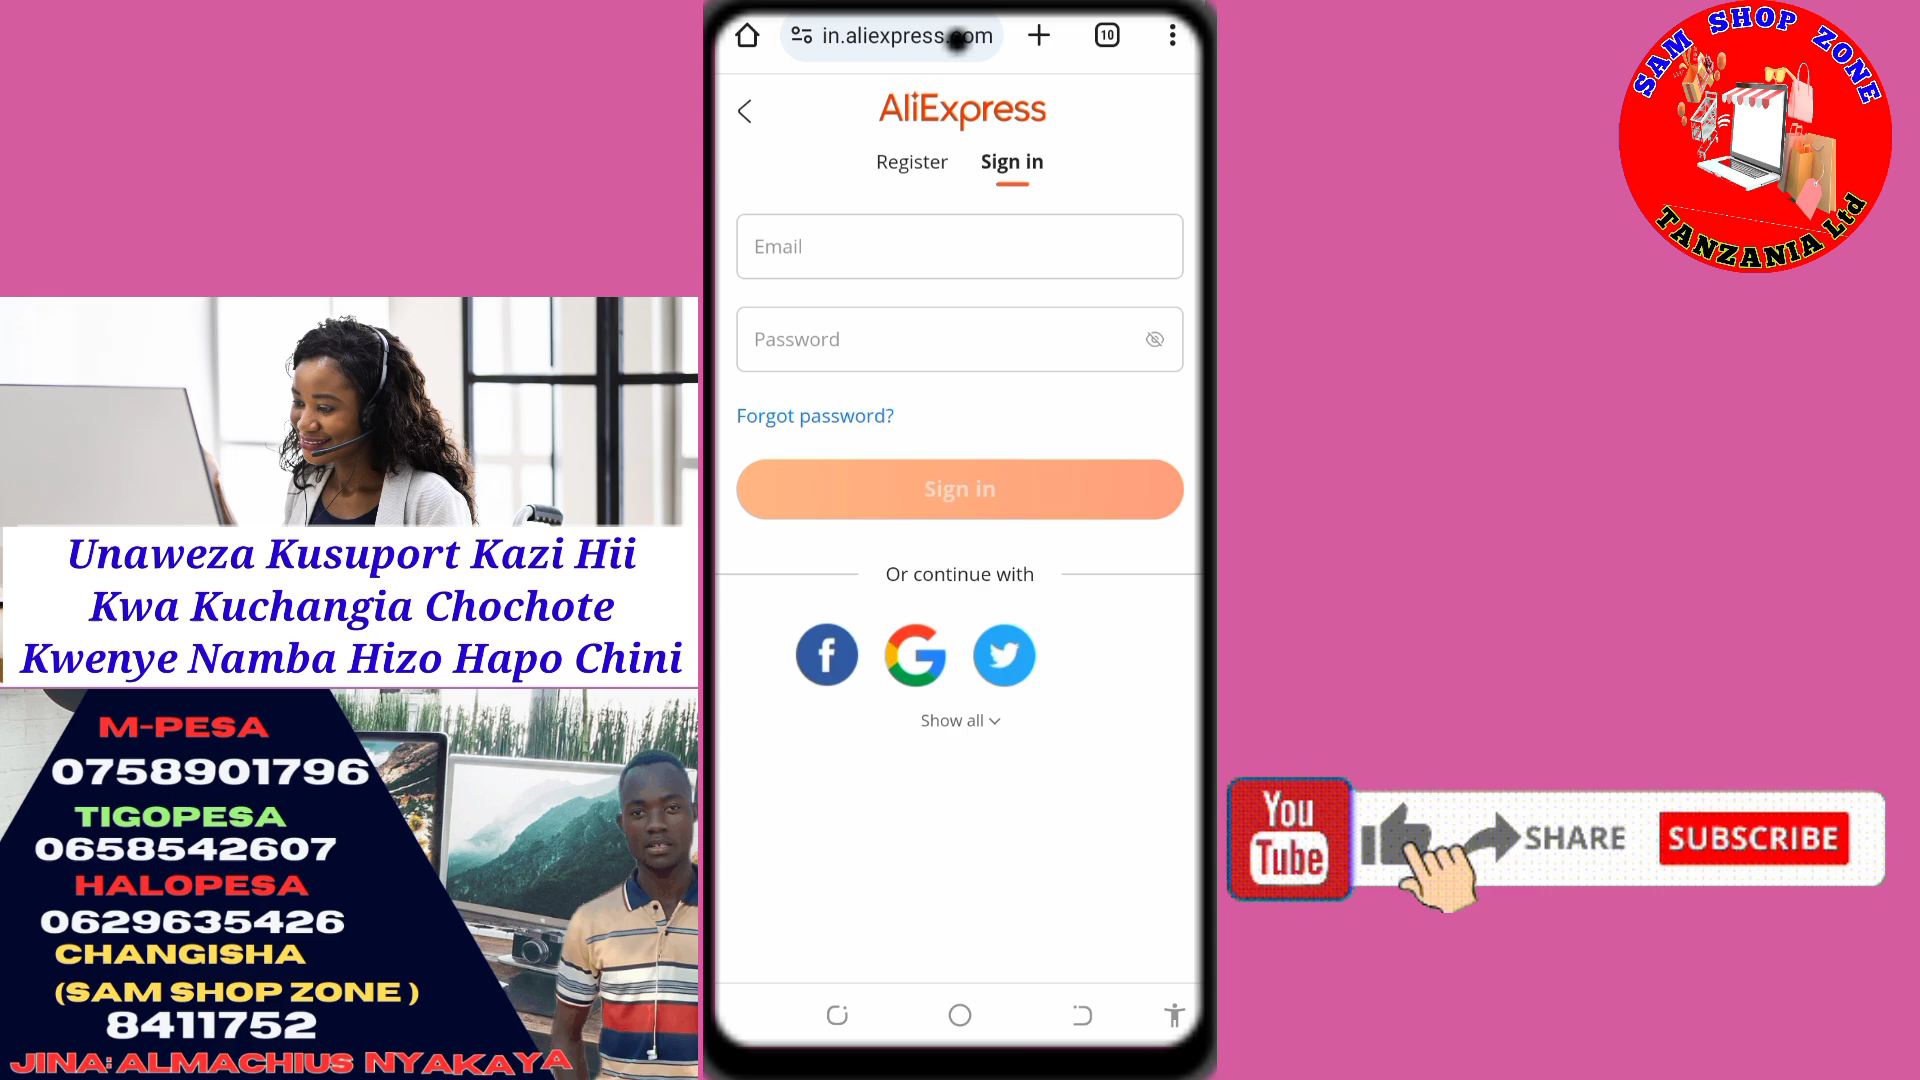 Unaweza Kusuport Kazi Hii
Kwa Kuchangia Chochote
Kwenye Namba Hizo Hapo Chini
M-PESA
0758901796
TIGOPESA
0658542607
HALOPESA
0629635426
CHANGISHA
(SAM SHOP ZONE )
8411752
JINA: ALMACHIUS NYAKAYA
in.aliexpress.com
10
AliExpress
Register Sign in
Email
Password
Forgot password?
Sign in
Or continue with
f G
Show all
SAM SHOP ZONE
TANZANIA Ltd
You
Tube
SHARE
SUBSCRIBE